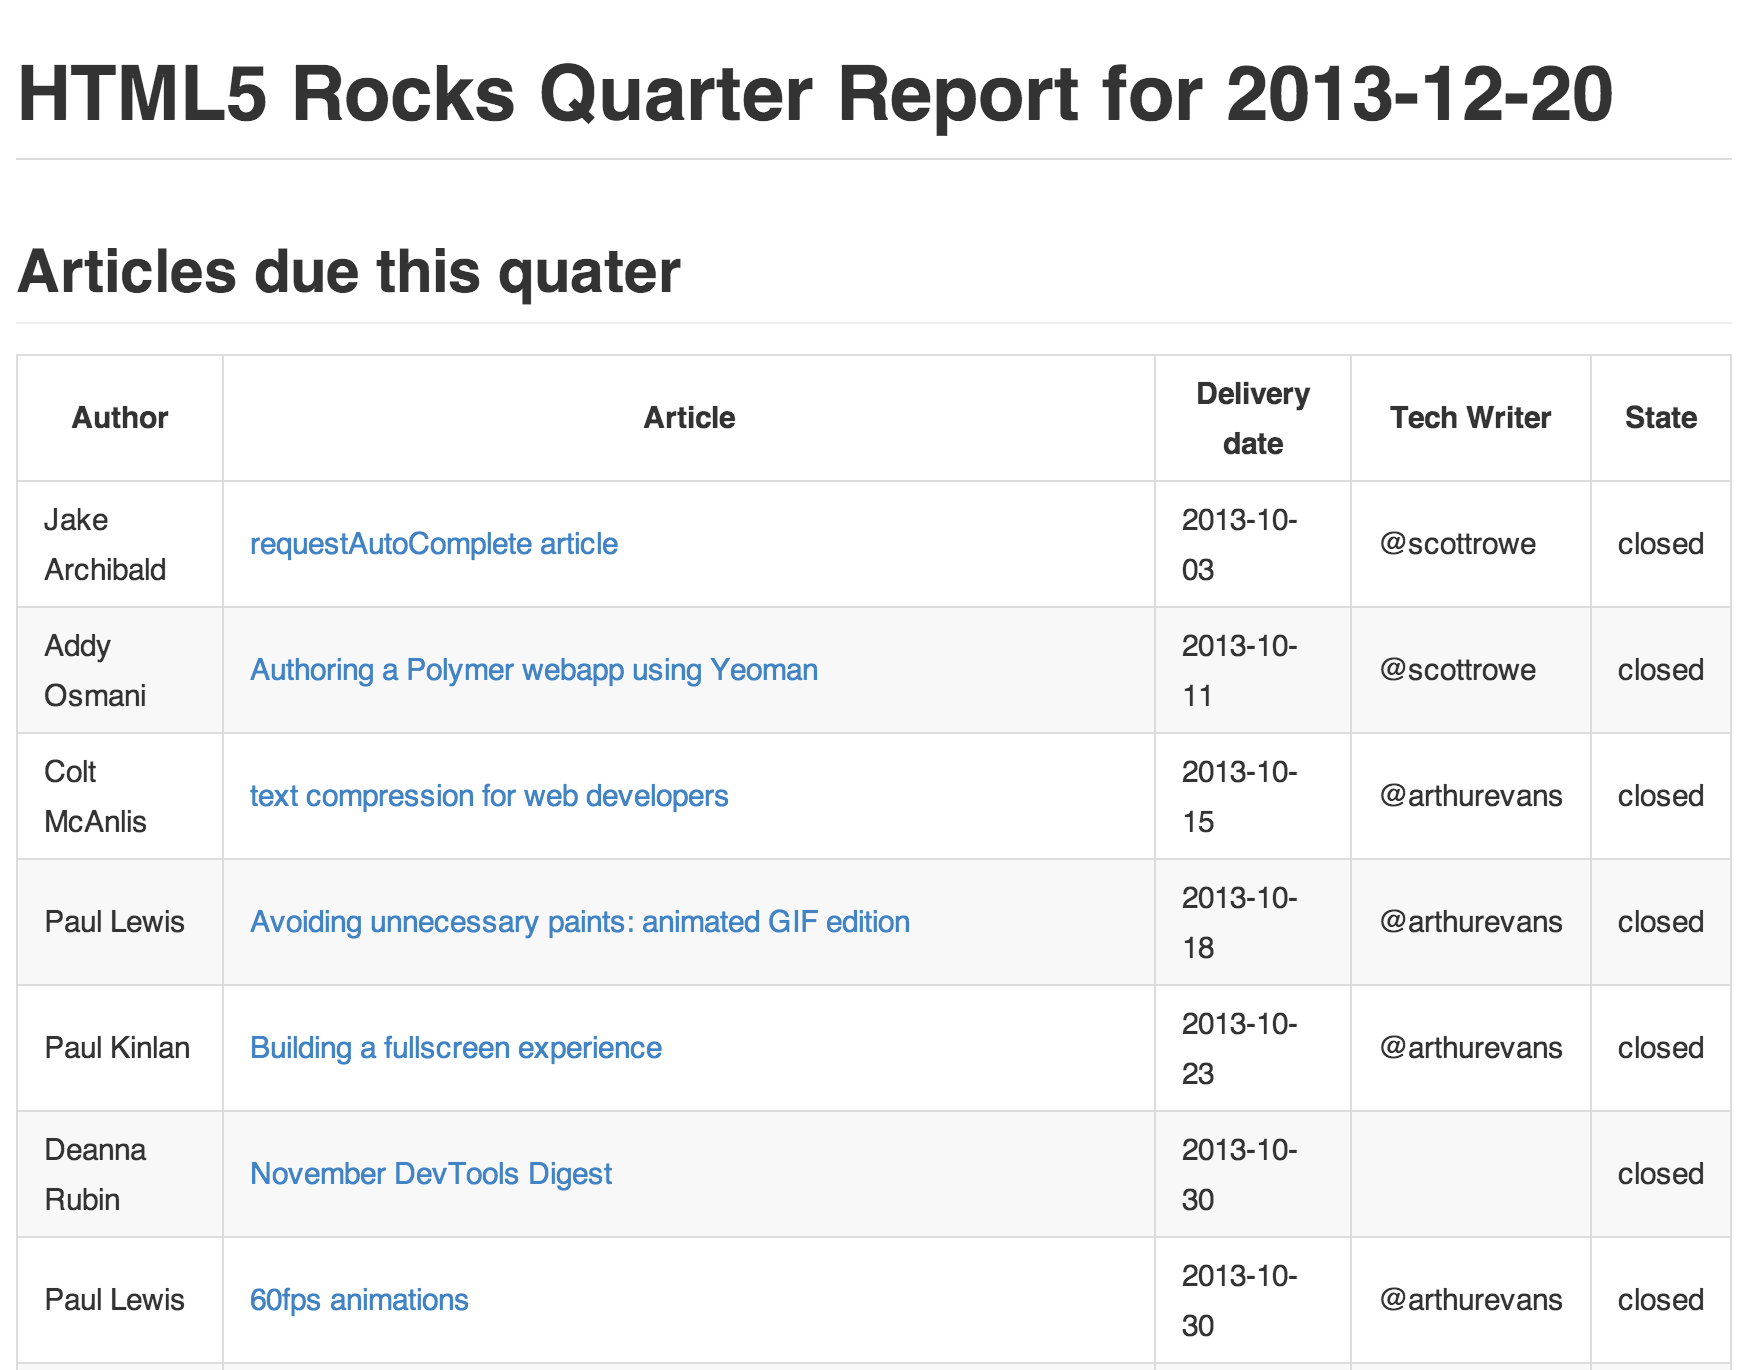 HTML5 Rocks Quarter Report for 2013-12-20
Articles due this quater
Author Article Delivery date Tech Writer State
Jake Archibald requestAutoComplete article 2013-10-03 @scottrowe closed
Addy Osmani Authoring a Polymer webapp using Yeoman 2013-10-11 @scottrowe closed
Colt McAnlis text compression for web developers 2013-10-15 @arthurevans closed
Paul Lewis Avoiding unnecessary paints: animated GIF edition 2013-10-18 @arthurevans closed
Paul Kinlan Building a fullscreen experience 2013-10-23 @arthurevans closed
Deanna Rubin November DevTools Digest 2013-10-30 closed
Paul Lewis 60fps animations 2013-10-30 @arthurevans closed